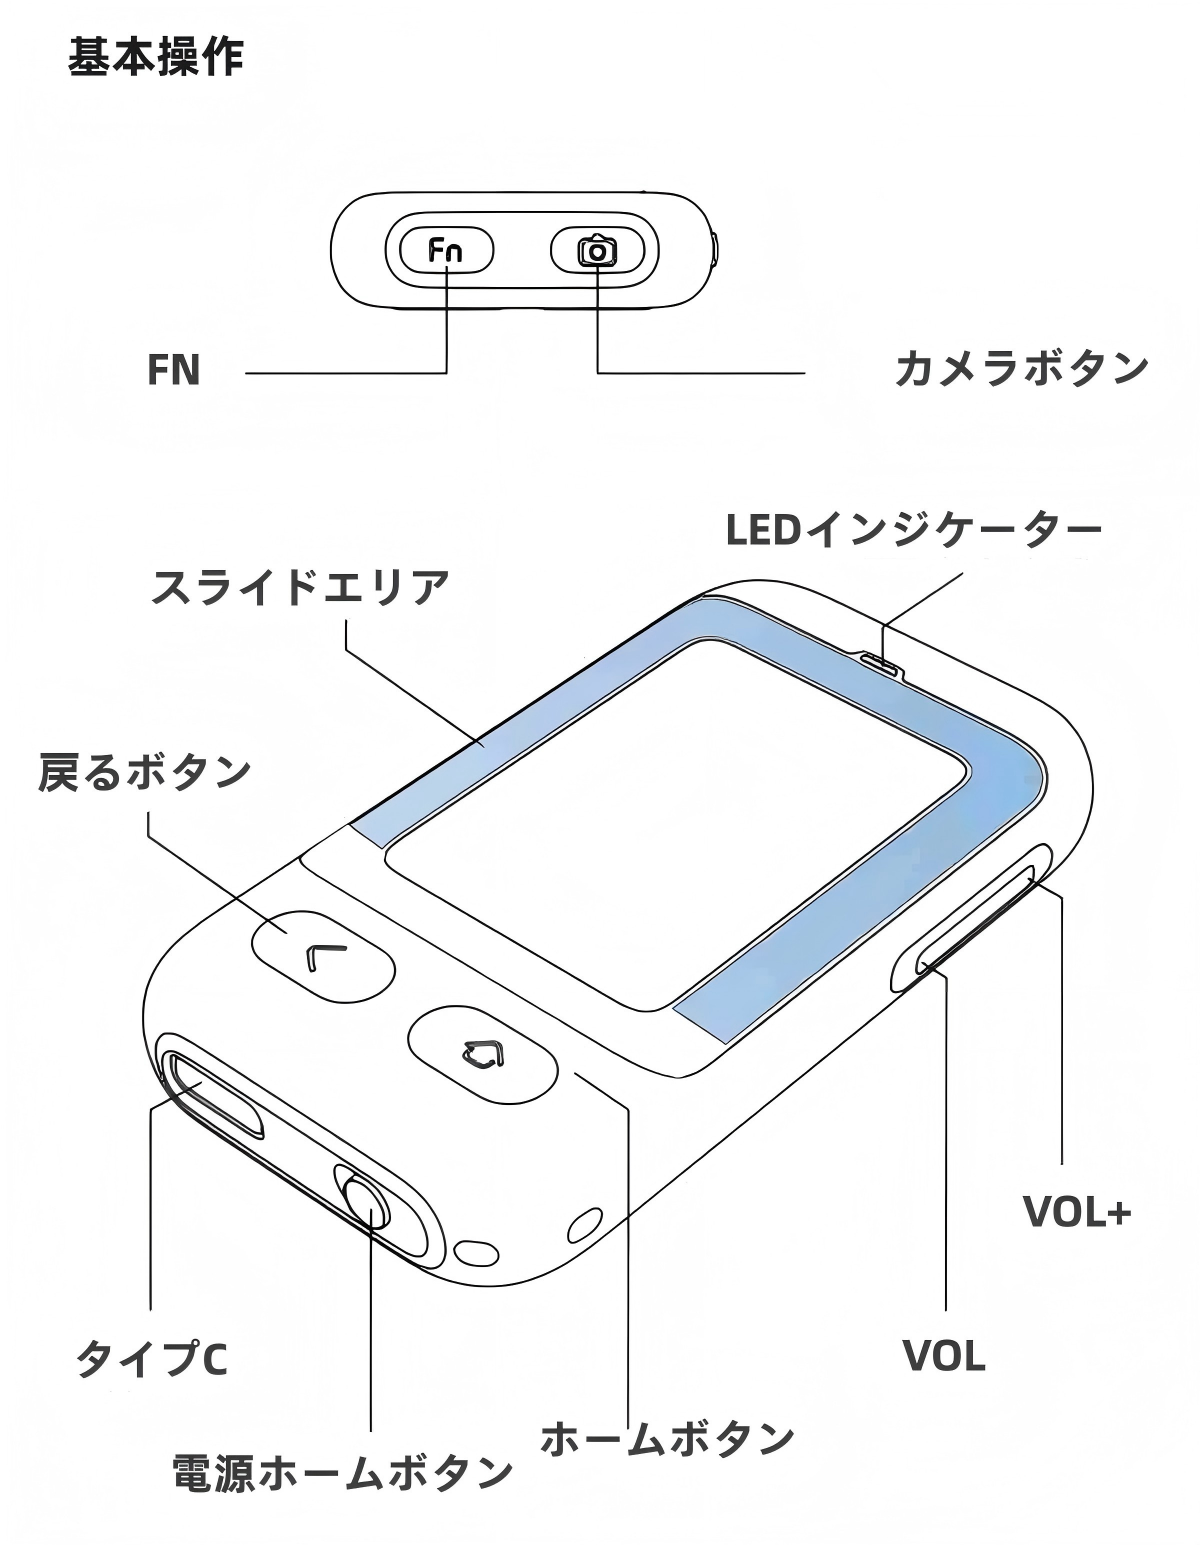 基本操作
Fn
FN
カメラボタン
LEDインジケーター
スライドエリア
戻るボタン
VOL+
タイプC
VOL
ホームボタン
電源ホームボタン